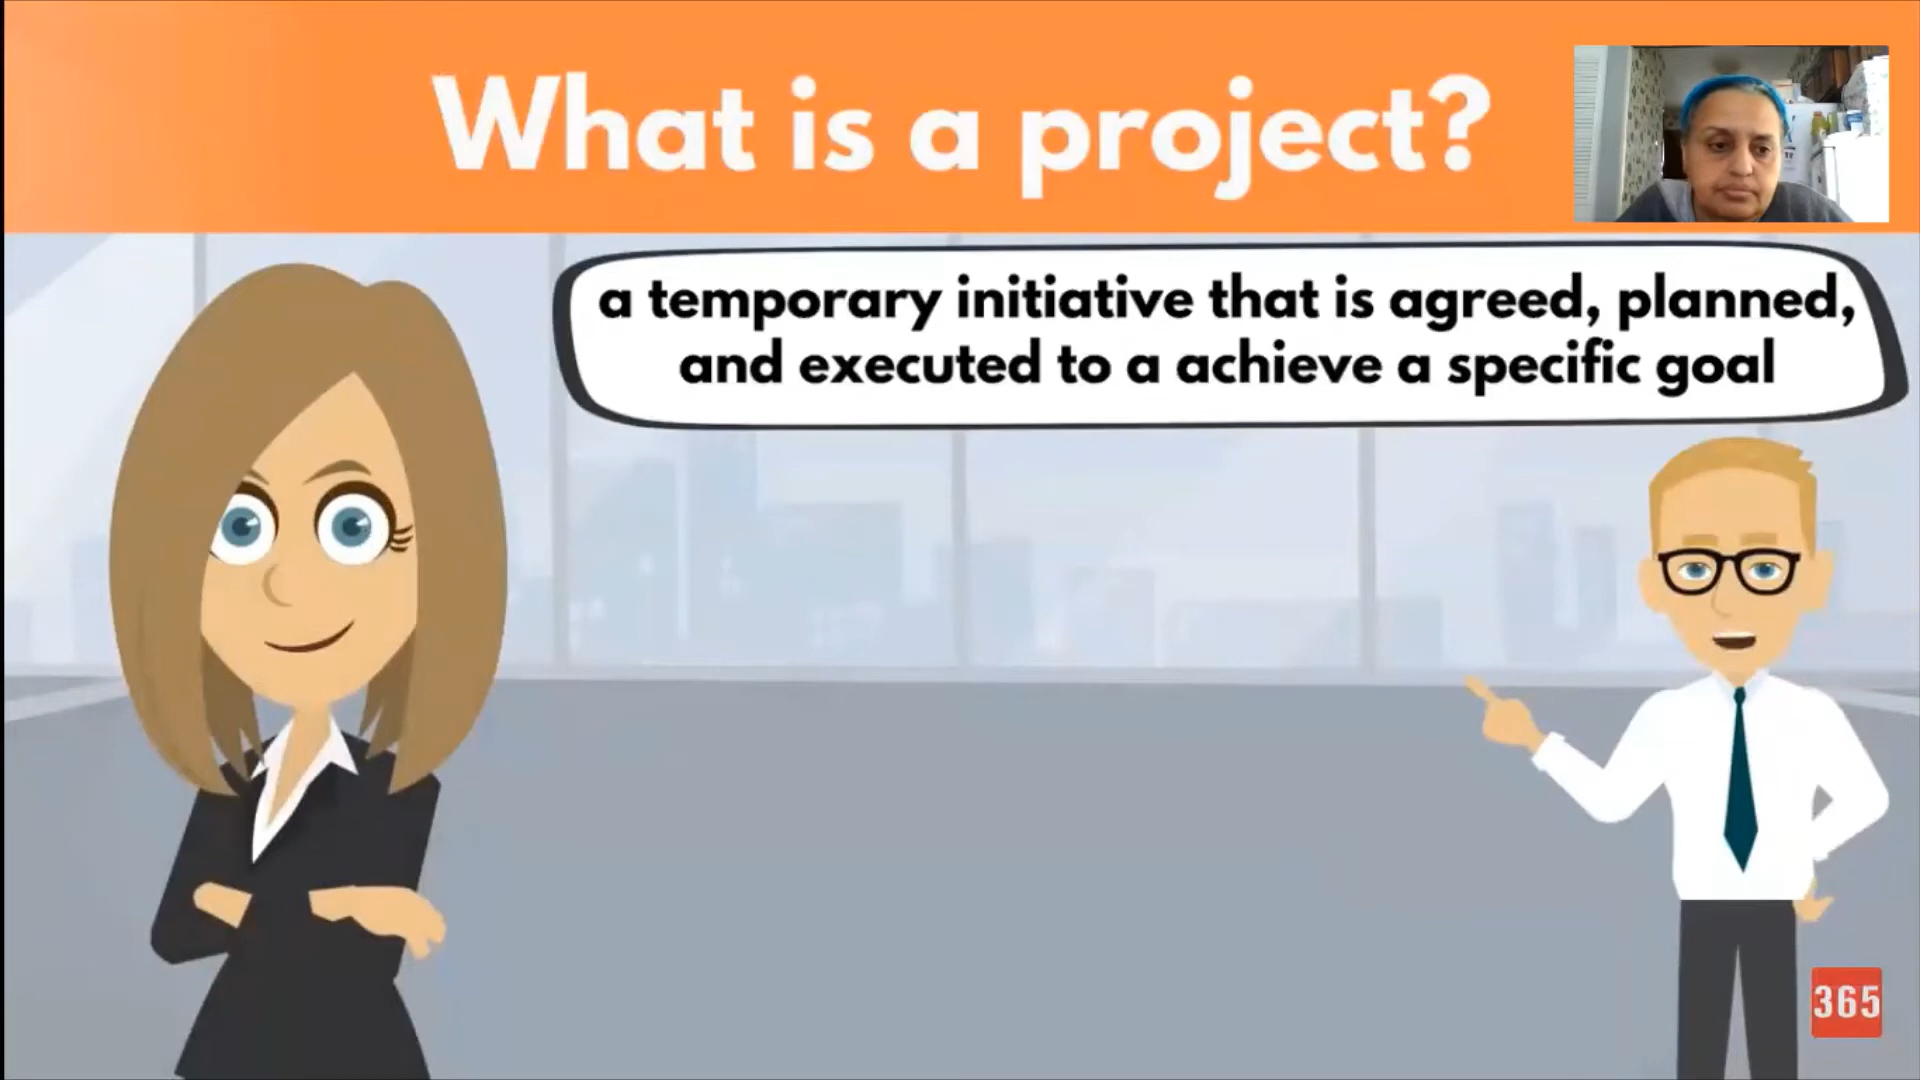 What is a project?
a temporary initiative that is agreed, planned,
and executed to a achieve a specific goal
365